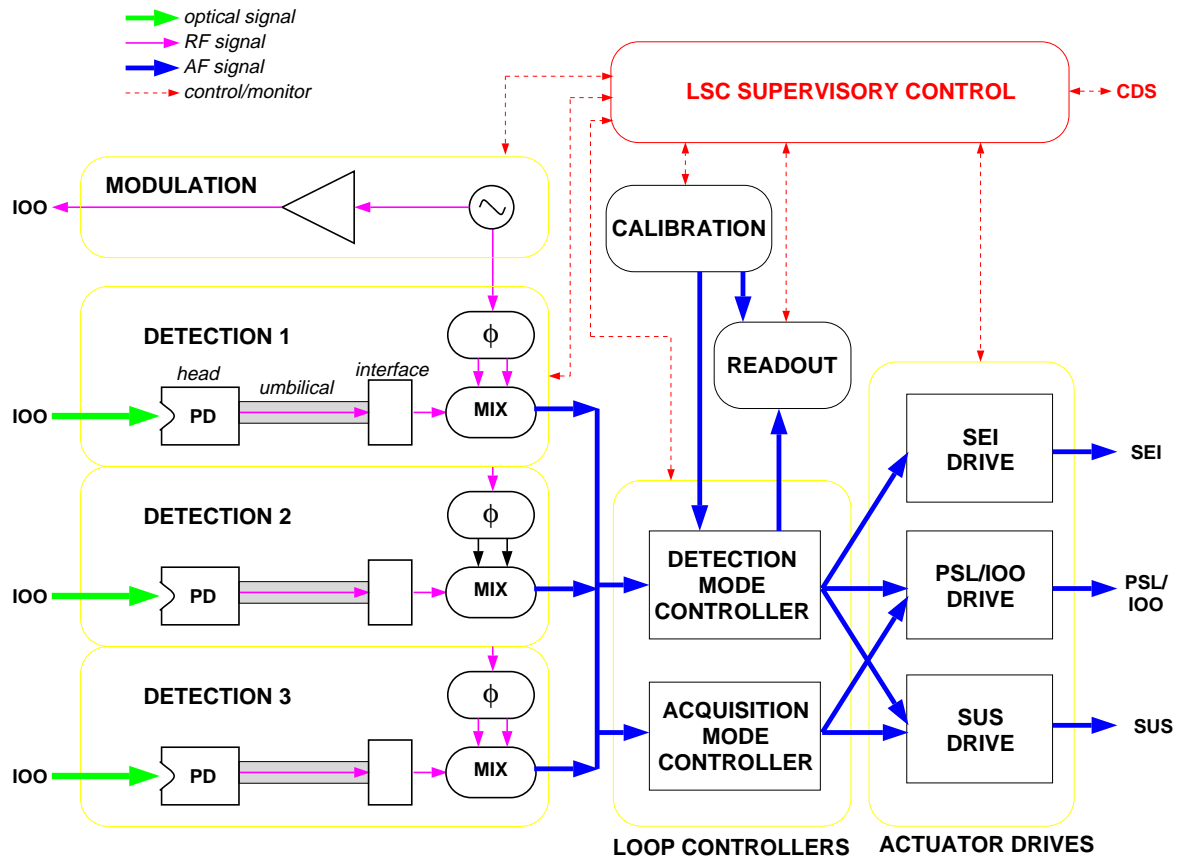 optical signal
RF signal
AF signal
control/monitor
LSC SUPERVISORY CONTROL
CDS
MODULATION
IOO
CALIBRATION
READOUT
DETECTION 1
ϕ
head
umbilical
interface
IOO
PD
MIX
DETECTION 2
ϕ
IOO
PD
MIX
DETECTION 3
ϕ
IOO
PD
MIX
DETECTION
MODE
CONTROLLER
ACQUISITION
MODE
CONTROLLER
LOOP CONTROLLERS
SEI
DRIVE
SEI
PSL/IOO
DRIVE
PSL/
IOO
SUS
DRIVE
SUS
ACTUATOR DRIVES